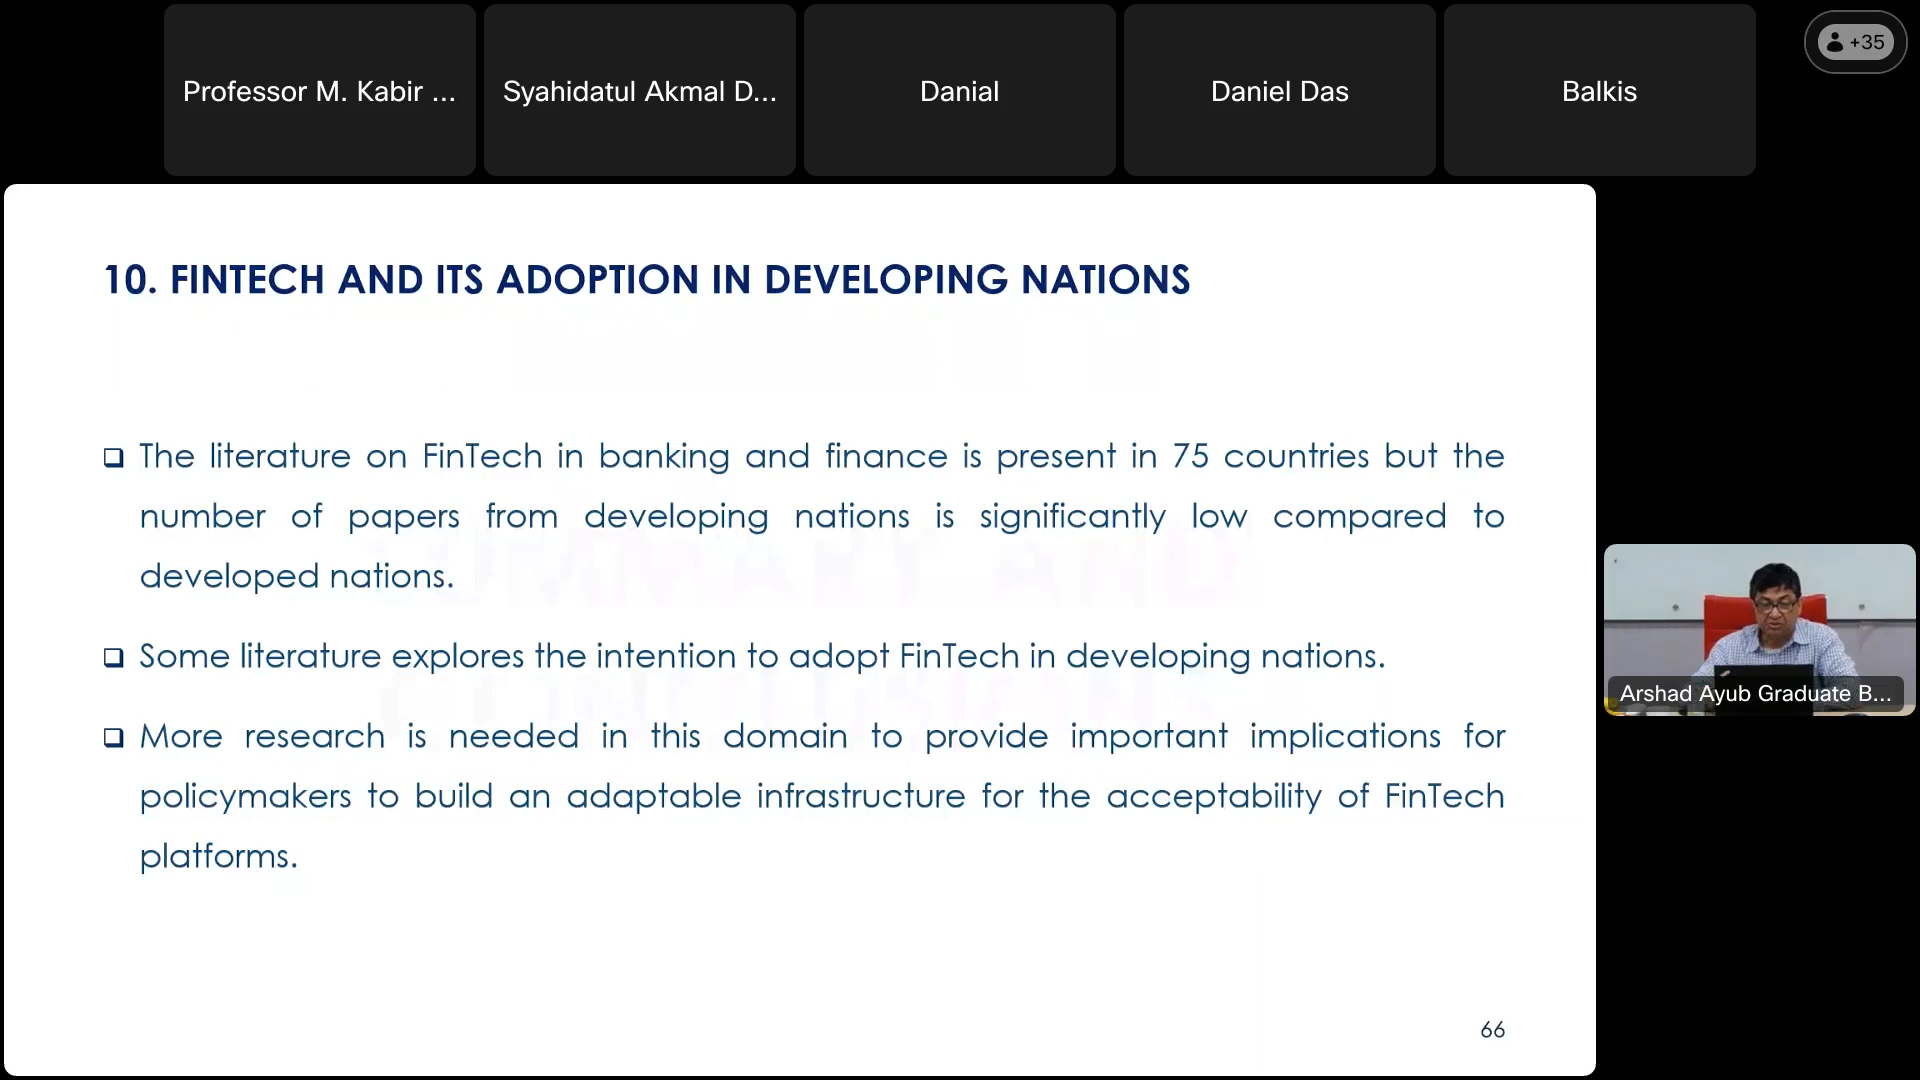 Professor M. Kabir ...
Syahidatul Akmal D...
Danial
Daniel Das
Balkis
+35
10. FINTECH AND ITS ADOPTION IN DEVELOPING NATIONS
❑ The literature on FinTech in banking and finance is present in 75 countries but the
number of papers from developing nations is significantly low compared to
developed nations.
❑ Some literature explores the intention to adopt FinTech in developing nations.
❑ More research is needed in this domain to provide important implications for
policymakers to build an adaptable infrastructure for the acceptability of FinTech
platforms.
Arshad Ayub Graduate B...
66